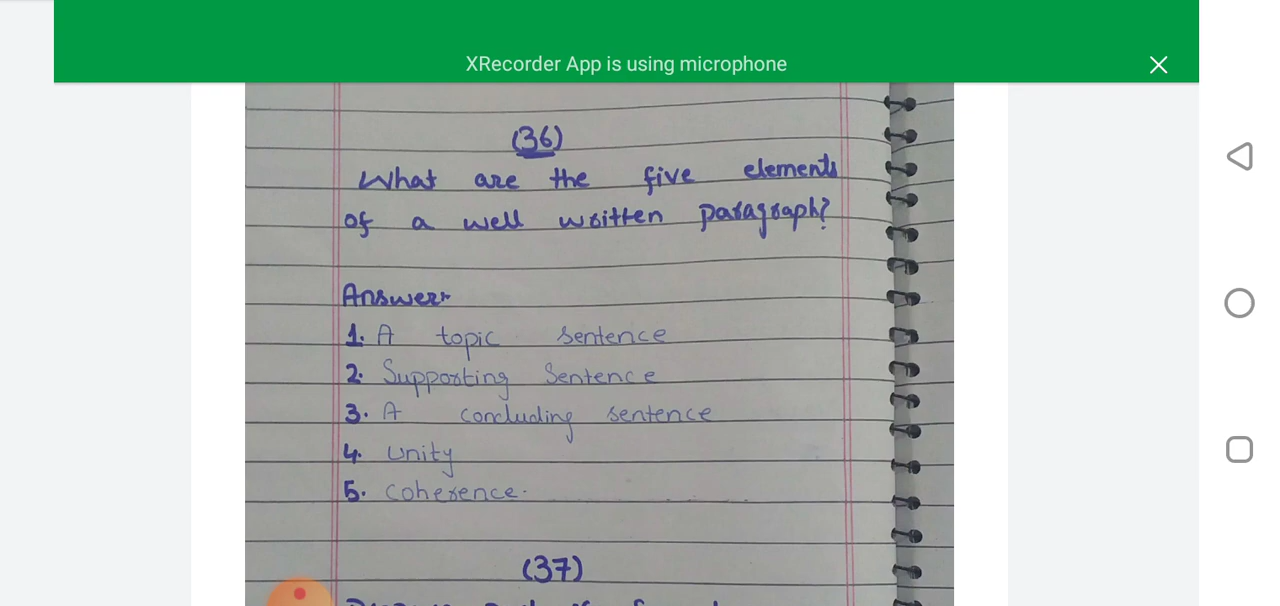 XRecorder App is using microphone
(36)
What are the five elements
of a well written paragraph?
Answer:
1. A topic sentence
2. Supporting Sentence
3. A concluding sentence
4. Unity
5. Coherence.
(37)